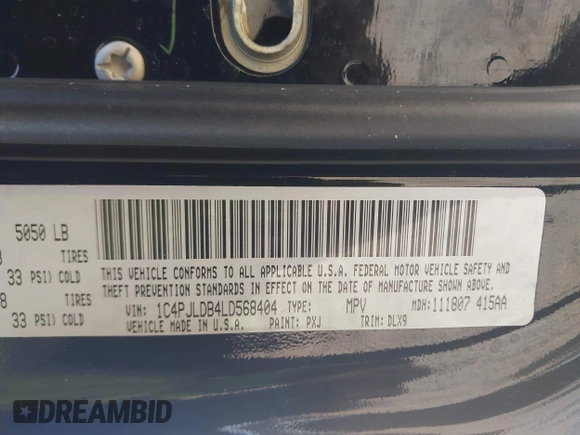 5050 LB
TIRES
33 PSI) COLD
8 TIRES
33 PSI) COLD
THIS VEHICLE CONFORMS TO ALL APPLICABLE U.S.A. FEDERAL MOTOR VEHICLE SAFETY AND
THEFT PREVENTION STANDARDS IN EFFECT ON THE DATE OF MANUFACTURE SHOWN ABOVE.
VIN: 1C4PJLDB4LD568404 TYPE: MPV MDH: 111807 415AA
VEHICLE MADE IN U.S.A. PAINT: PXJ TRIM: DLX9
DREAMBID